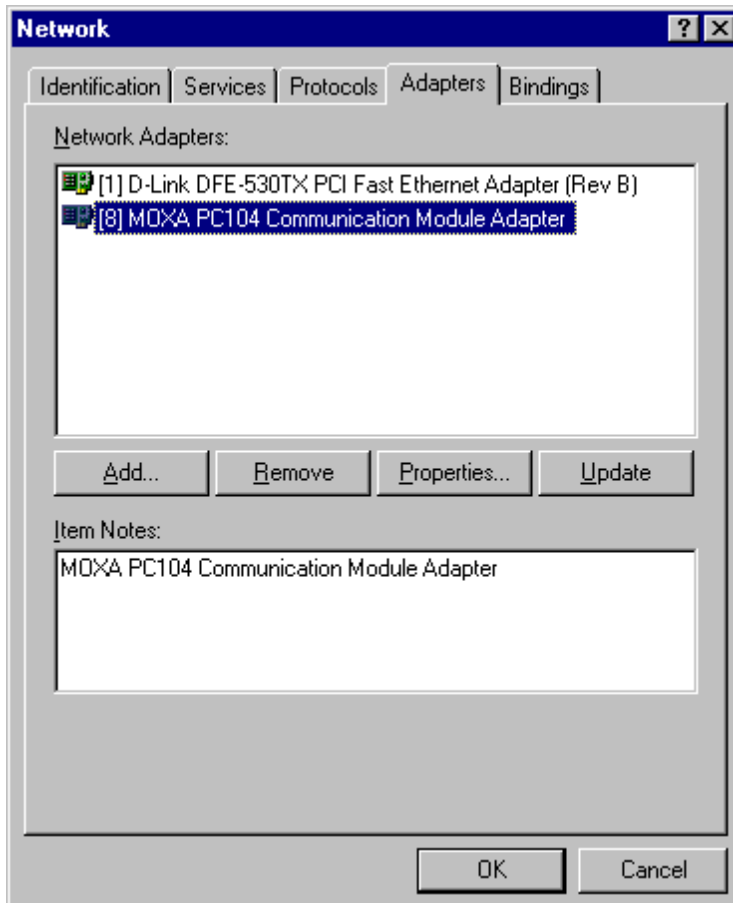 Network
Identification Services Protocols Adapters Bindings
Network Adapters:
[1] D-Link DFE-530TX PCI Fast Ethernet Adapter (Rev B)
[8] MOXA PC104 Communication Module Adapter
Add... Remove Properties... Update
Item Notes:
MOXA PC104 Communication Module Adapter
OK Cancel